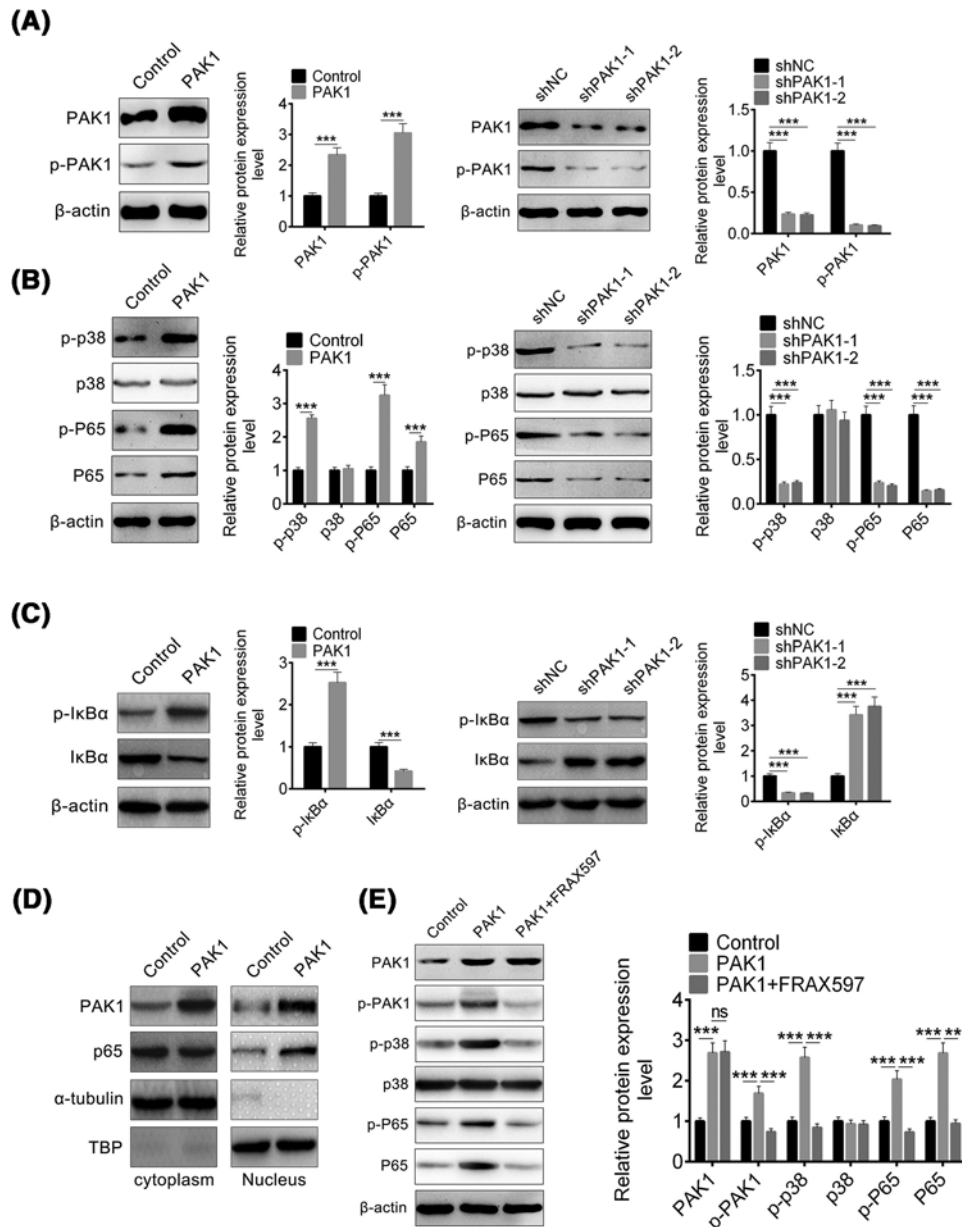 (A)
Control
PAK1
PAK1
p-PAK1
β-actin
Relative protein expression
level
Control
PAK1
4
3
2
1
0
***
***
PAK1
p-PAK1
shNC
shPAK1-1
shPAK1-2
PAK1
p-PAK1
β-actin
Relative protein expression
level
shNC
shPAK1-1
shPAK1-2
1.5
1.0
0.5
0.0
***
***
***
***
PAK1
p-PAK1
(B)
Control
PAK1
p-p38
p38
p-P65
P65
β-actin
Relative protein expression
level
Control
PAK1
4
3
2
1
0
***
***
***
p-p38
p38
p-P65
P65
shNC
shPAK1-1
shPAK1-2
p-p38
p38
p-P65
P65
β-actin
Relative protein expression
level
shNC
shPAK1-1
shPAK1-2
1.5
1.0
0.5
0.0
***
***
***
***
***
***
p-p38
p38
p-P65
P65
(C)
Control
PAK1
p-IκBα
IκBα
β-actin
Relative protein expression
level
Control
PAK1
3
2
1
0
***
***
p-IκBα
IκBα
shNC
shPAK1-1
shPAK1-2
p-IκBα
IκBα
β-actin
Relative protein expression
level
shNC
shPAK1-1
shPAK1-2
5
4
3
2
1
0
***
***
***
***
p-IκBα
IκBα
(D)
Control
PAK1
Control
PAK1
PAK1
p65
α-tubulin
TBP
cytoplasm
Nucleus
(E)
Control
PAK1
PAK1+FRAX597
PAK1
p-PAK1
p-p38
p38
p-P65
P65
β-actin
Relative protein expression
level
Control
PAK1
PAK1+FRAX597
4
3
2
1
0
*** ns
*** ***
*** ***
*** ***
*** **
PAK1
p-PAK1
p-p38
p38
p-P65
P65